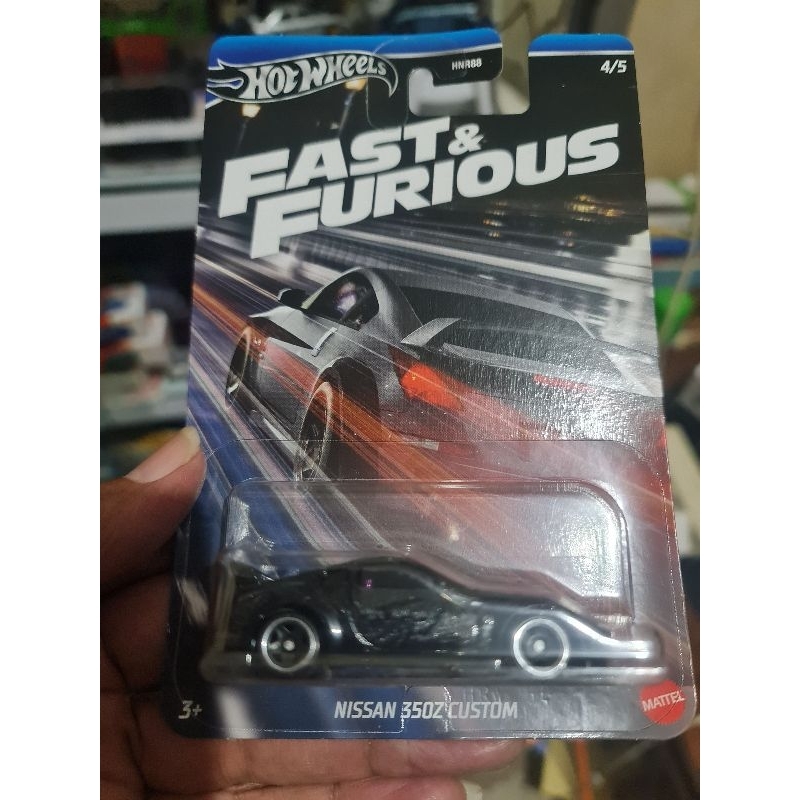 HOT WHEELS
HNR88
4/5
FAST &
FURIOUS
3+
NISSAN 350Z CUSTOM
MATTEL